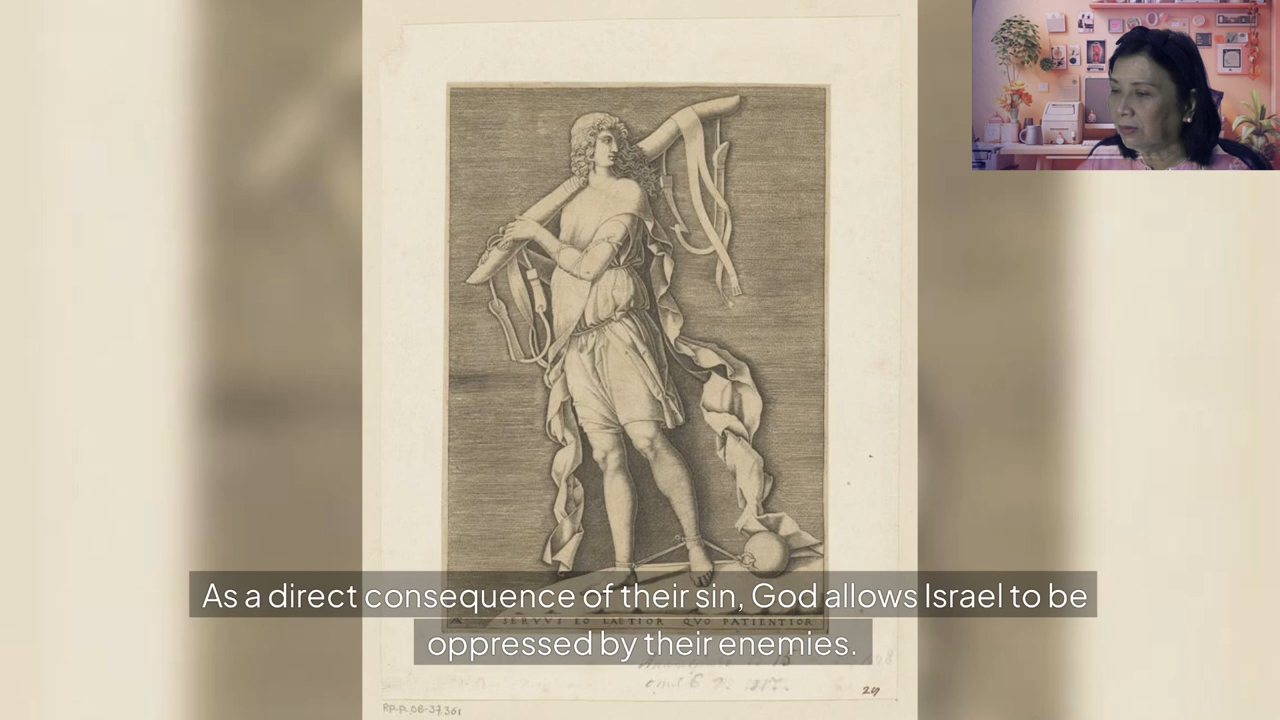 SERVVS EO LAETIOR QVO PATIENTIOR
As a direct consequence of their sin, God allows Israel to be
oppressed by their enemies.
29
RP-P-OB-37.361